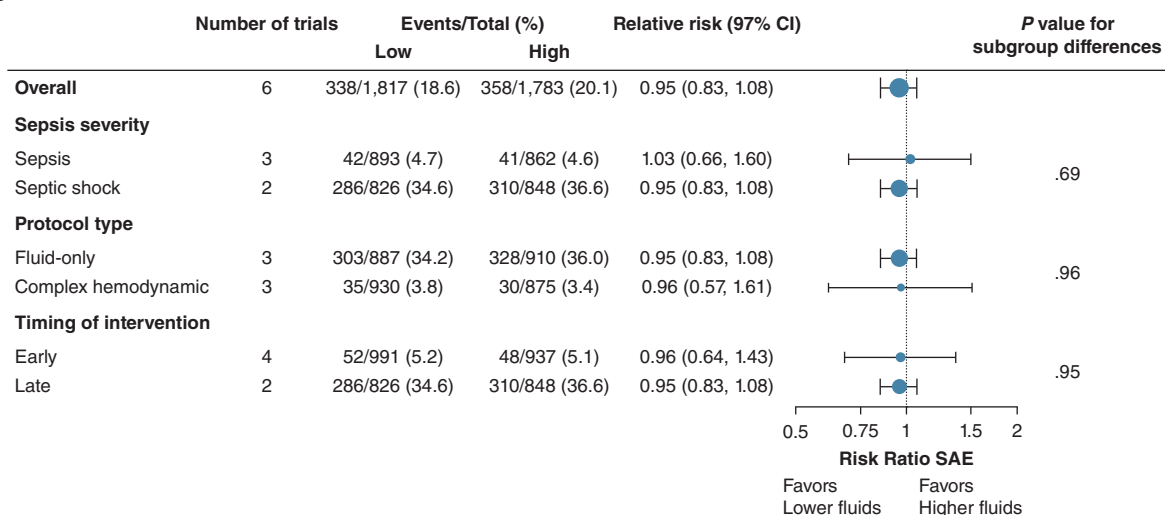 Number of trials Events/Total (%) Relative risk (97% CI) P value for
Low High subgroup differences
Overall 6 338/1,817 (18.6) 358/1,783 (20.1) 0.95 (0.83, 1.08)
Sepsis severity
Sepsis 3 42/893 (4.7) 41/862 (4.6) 1.03 (0.66, 1.60)
.69
Septic shock 2 286/826 (34.6) 310/848 (36.6) 0.95 (0.83, 1.08)
Protocol type
Fluid-only 3 303/887 (34.2) 328/910 (36.0) 0.95 (0.83, 1.08)
.96
Complex hemodynamic 3 35/930 (3.8) 30/875 (3.4) 0.96 (0.57, 1.61)
Timing of intervention
Early 4 52/991 (5.2) 48/937 (5.1) 0.96 (0.64, 1.43)
.95
Late 2 286/826 (34.6) 310/848 (36.6) 0.95 (0.83, 1.08)
0.5 0.75 1 1.5 2
Risk Ratio SAE
Favors Favors
Lower fluids Higher fluids